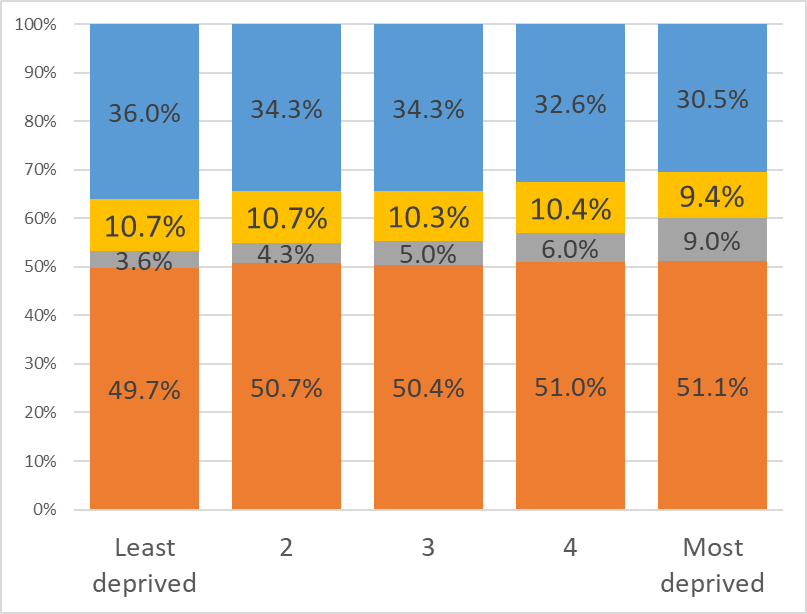 100%
90%
80%
70%
60%
50%
40%
30%
20%
10%
0%
36.0% 34.3% 34.3% 32.6% 30.5%
10.7% 10.7% 10.3% 10.4% 9.4%
3.6% 4.3% 5.0% 6.0% 9.0%
49.7% 50.7% 50.4% 51.0% 51.1%
Least 2 3 4 Most
deprived deprived